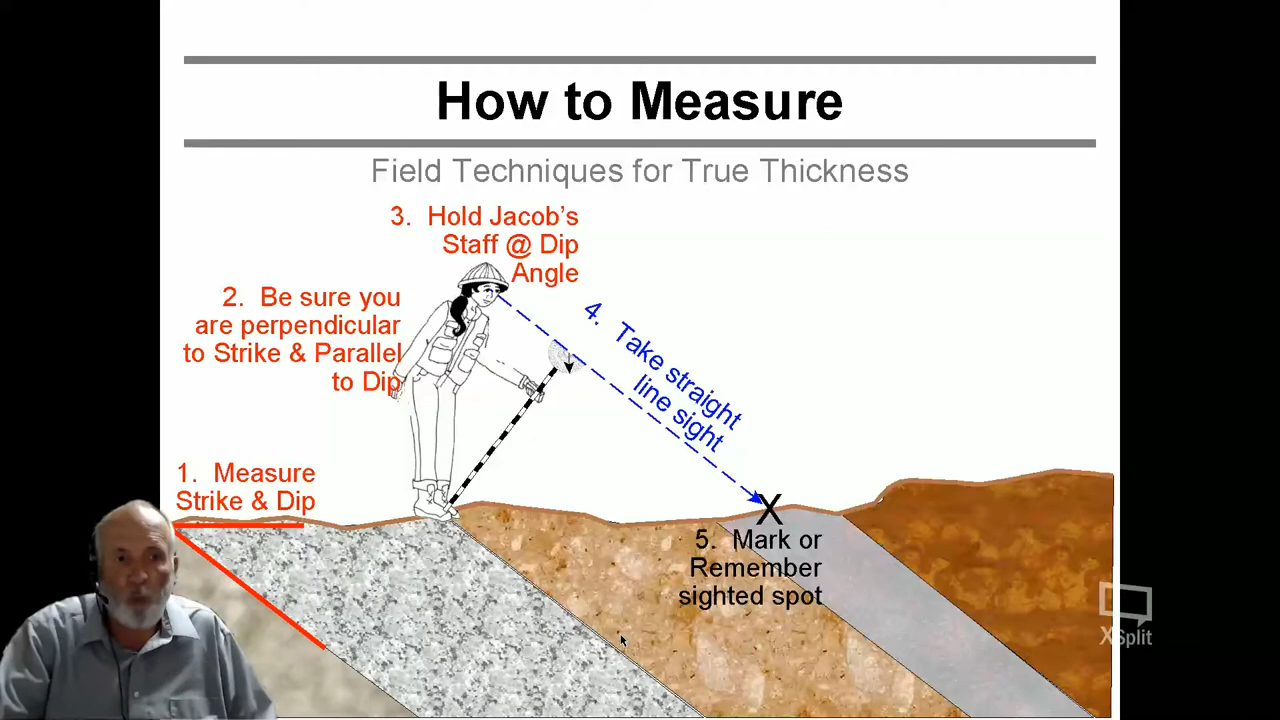 How to Measure
Field Techniques for True Thickness
3. Hold Jacob's
Staff @ Dip
Angle
2. Be sure you
are perpendicular
to Strike & Parallel
to Dip
4. Take straight
line sight
1. Measure
Strike & Dip
X
5. Mark or
Remember
sighted spot
XSplit